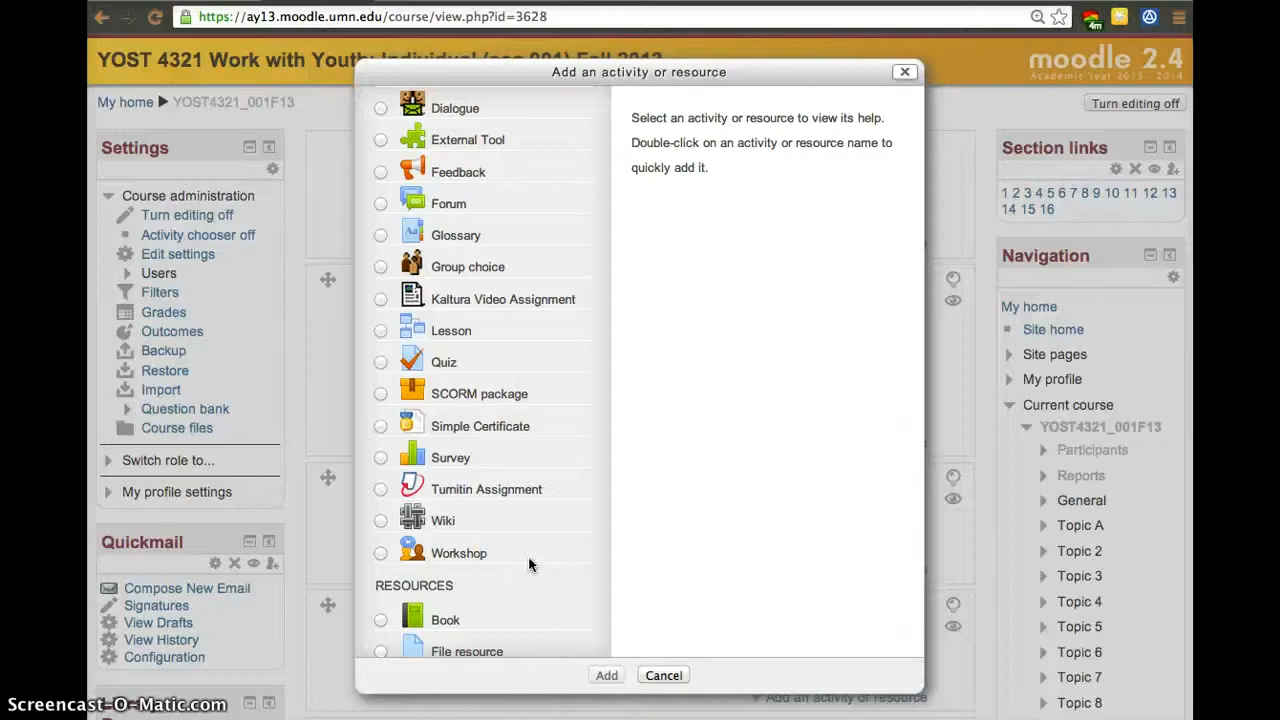 https://ay13.moodle.umn.edu/course/view.php?id=3628
4m
YOST 4321 Work with Youth: Individual (sec 001) Fall 2013
moodle 2.4
Academic Year 2013 - 2014
My home ▶ YOST4321_001F13
Turn editing off
Settings
Course administration
Turn editing off
Activity chooser off
Edit settings
Users
Filters
Grades
Outcomes
Backup
Restore
Import
Question bank
Course files
Switch role to...
My profile settings
Quickmail
Compose New Email
Signatures
View Drafts
View History
Configuration
Add an activity or resource
Dialogue
External Tool
Feedback
Forum
Glossary
Group choice
Kaltura Video Assignment
Lesson
Quiz
SCORM package
Simple Certificate
Survey
Turnitin Assignment
Wiki
Workshop
RESOURCES
Book
File resource
Select an activity or resource to view its help.
Double-click on an activity or resource name to
quickly add it.
Add
Cancel
Add an activity or resource
Section links
1 2 3 4 5 6 7 8 9 10 11 12 13
14 15 16
Navigation
My home
Site home
Site pages
My profile
Current course
YOST4321_001F13
Participants
Reports
General
Topic A
Topic 2
Topic 3
Topic 4
Topic 5
Topic 6
Topic 7
Topic 8
Screencast-O-Matic.com